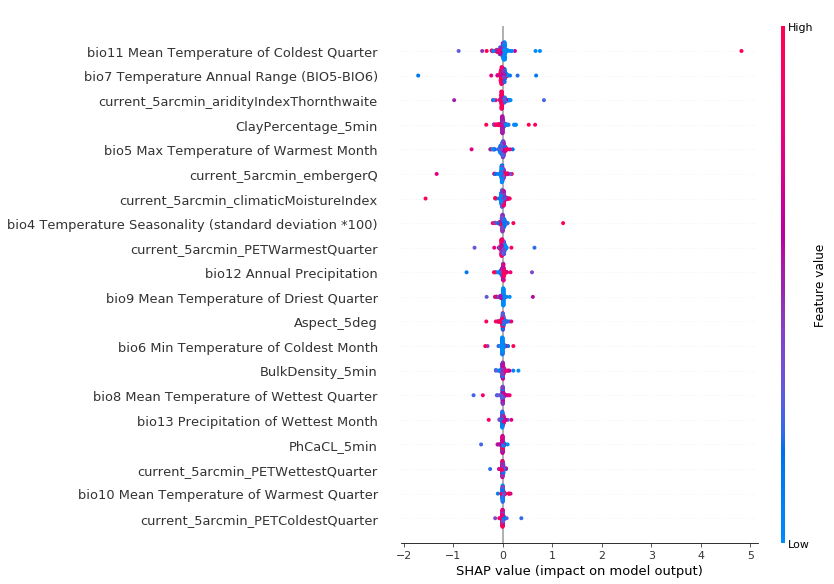 High
bio11 Mean Temperature of Coldest Quarter
bio7 Temperature Annual Range (BIO5-BIO6)
current_5arcmin_aridityIndexThornthwaite
ClayPercentage_5min
bio5 Max Temperature of Warmest Month
current_5arcmin_embergerQ
current_5arcmin_climaticMoistureIndex
bio4 Temperature Seasonality (standard deviation *100)
current_5arcmin_PETWarmestQuarter
bio12 Annual Precipitation
bio9 Mean Temperature of Driest Quarter
Aspect_5deg
bio6 Min Temperature of Coldest Month
BulkDensity_5min
bio8 Mean Temperature of Wettest Quarter
bio13 Precipitation of Wettest Month
PhCaCL_5min
current_5arcmin_PETWettestQuarter
bio10 Mean Temperature of Warmest Quarter
current_5arcmin_PETColdestQuarter
Feature value
Low
−2 −1 0 1 2 3 4 5
SHAP value (impact on model output)